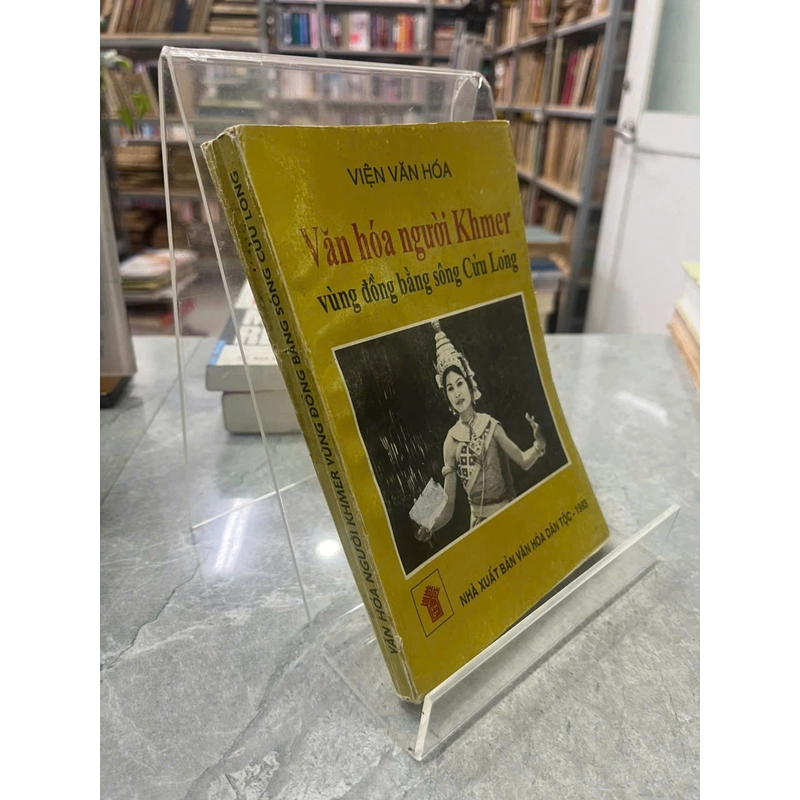 VIỆN VĂN HÓA
Văn hóa người Khmer
vùng đồng bằng sông Cửu Long
NHÀ XUẤT BẢN VĂN HÓA DÂN TỘC - 1993
VĂN HÓA NGƯỜI KHMER VÙNG ĐỒNG BẰNG SÔNG CỬU LONG